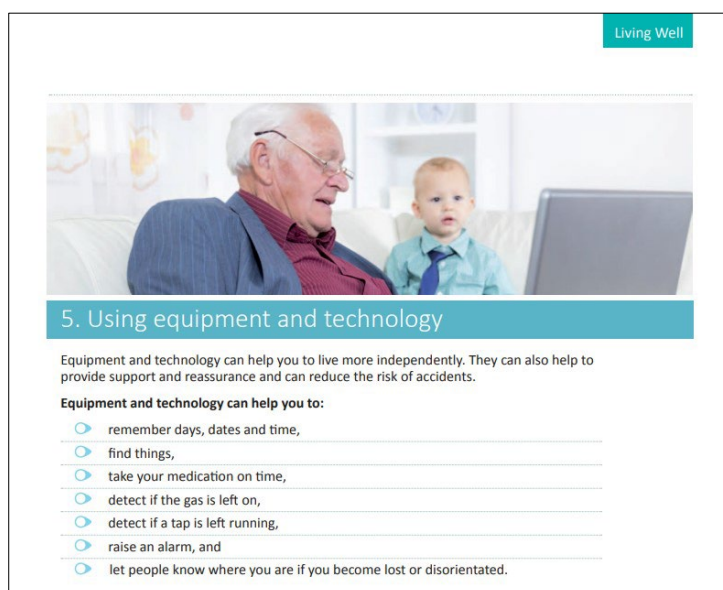 Living Well
5. Using equipment and technology
Equipment and technology can help you to live more independently. They can also help to
provide support and reassurance and can reduce the risk of accidents.
Equipment and technology can help you to:
remember days, dates and time,
find things,
take your medication on time,
detect if the gas is left on,
detect if a tap is left running,
raise an alarm, and
let people know where you are if you become lost or disorientated.